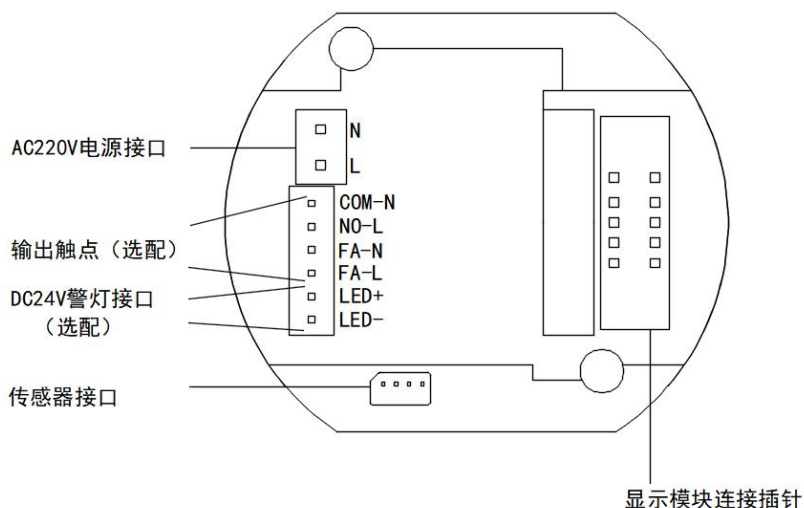 AC220V电源接口
N
L
COM-N
NO-L
FA-N
FA-L
LED+
LED-
输出触点（选配）
DC24V警灯接口
（选配）
传感器接口
显示模块连接插针